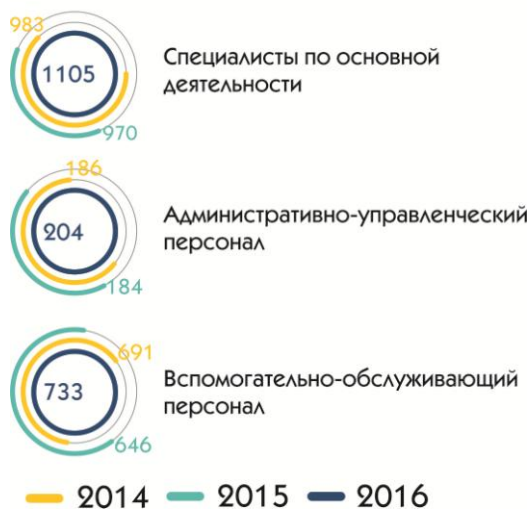 983
1105
970
Специалисты по основной
деятельности
186
204
184
Административно-управленческий
персонал
691
733
646
Вспомогательно-обслуживающий
персонал
2014 2015 2016